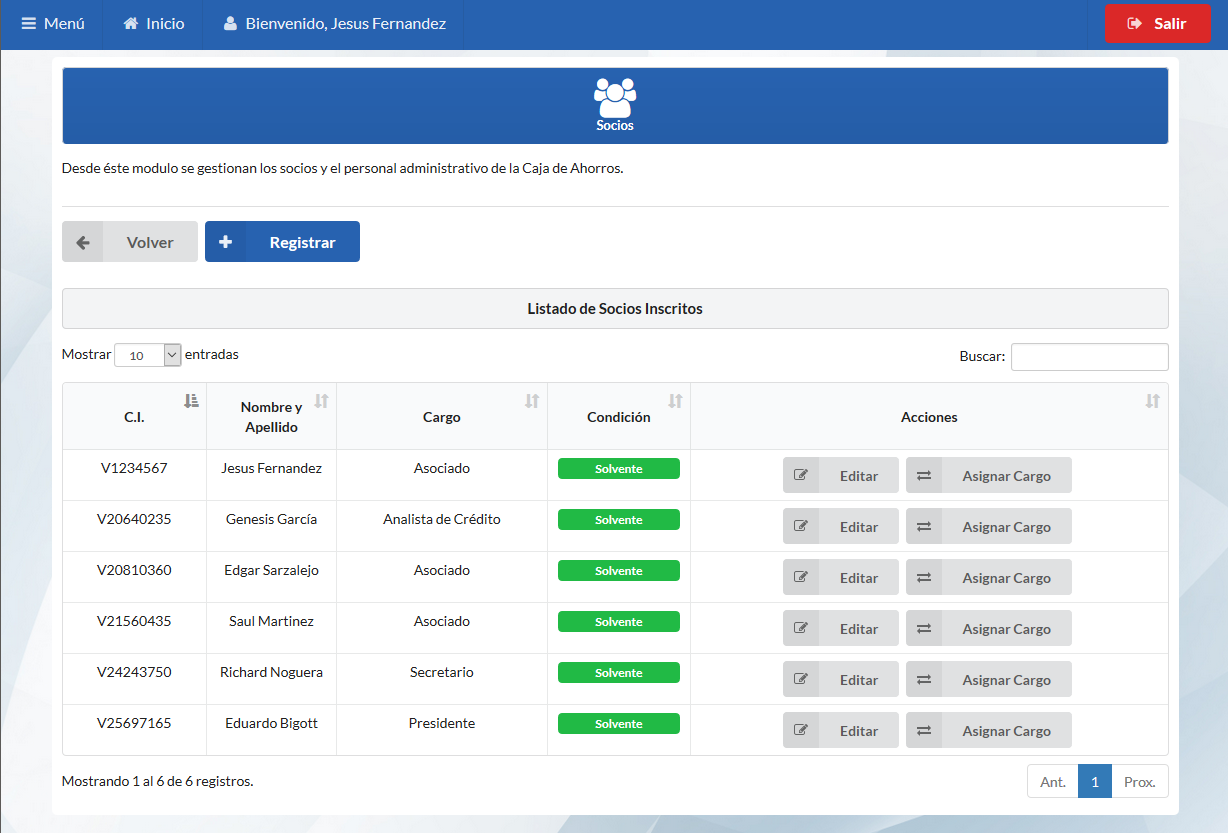 Menú Inicio Bienvenido, Jesus Fernandez Salir
Socios
Desde éste modulo se gestionan los socios y el personal administrativo de la Caja de Ahorros.
Volver Registrar
Listado de Socios Inscritos
Mostrar 10 entradas Buscar:
C.I. Nombre y Apellido Cargo Condición Acciones
V1234567 Jesus Fernandez Asociado Solvente Editar Asignar Cargo
V20640235 Genesis García Analista de Crédito Solvente Editar Asignar Cargo
V20810360 Edgar Sarzalejo Asociado Solvente Editar Asignar Cargo
V21560435 Saul Martinez Asociado Solvente Editar Asignar Cargo
V24243750 Richard Noguera Secretario Solvente Editar Asignar Cargo
V25697165 Eduardo Bigott Presidente Solvente Editar Asignar Cargo
Mostrando 1 al 6 de 6 registros. Ant. 1 Prox.